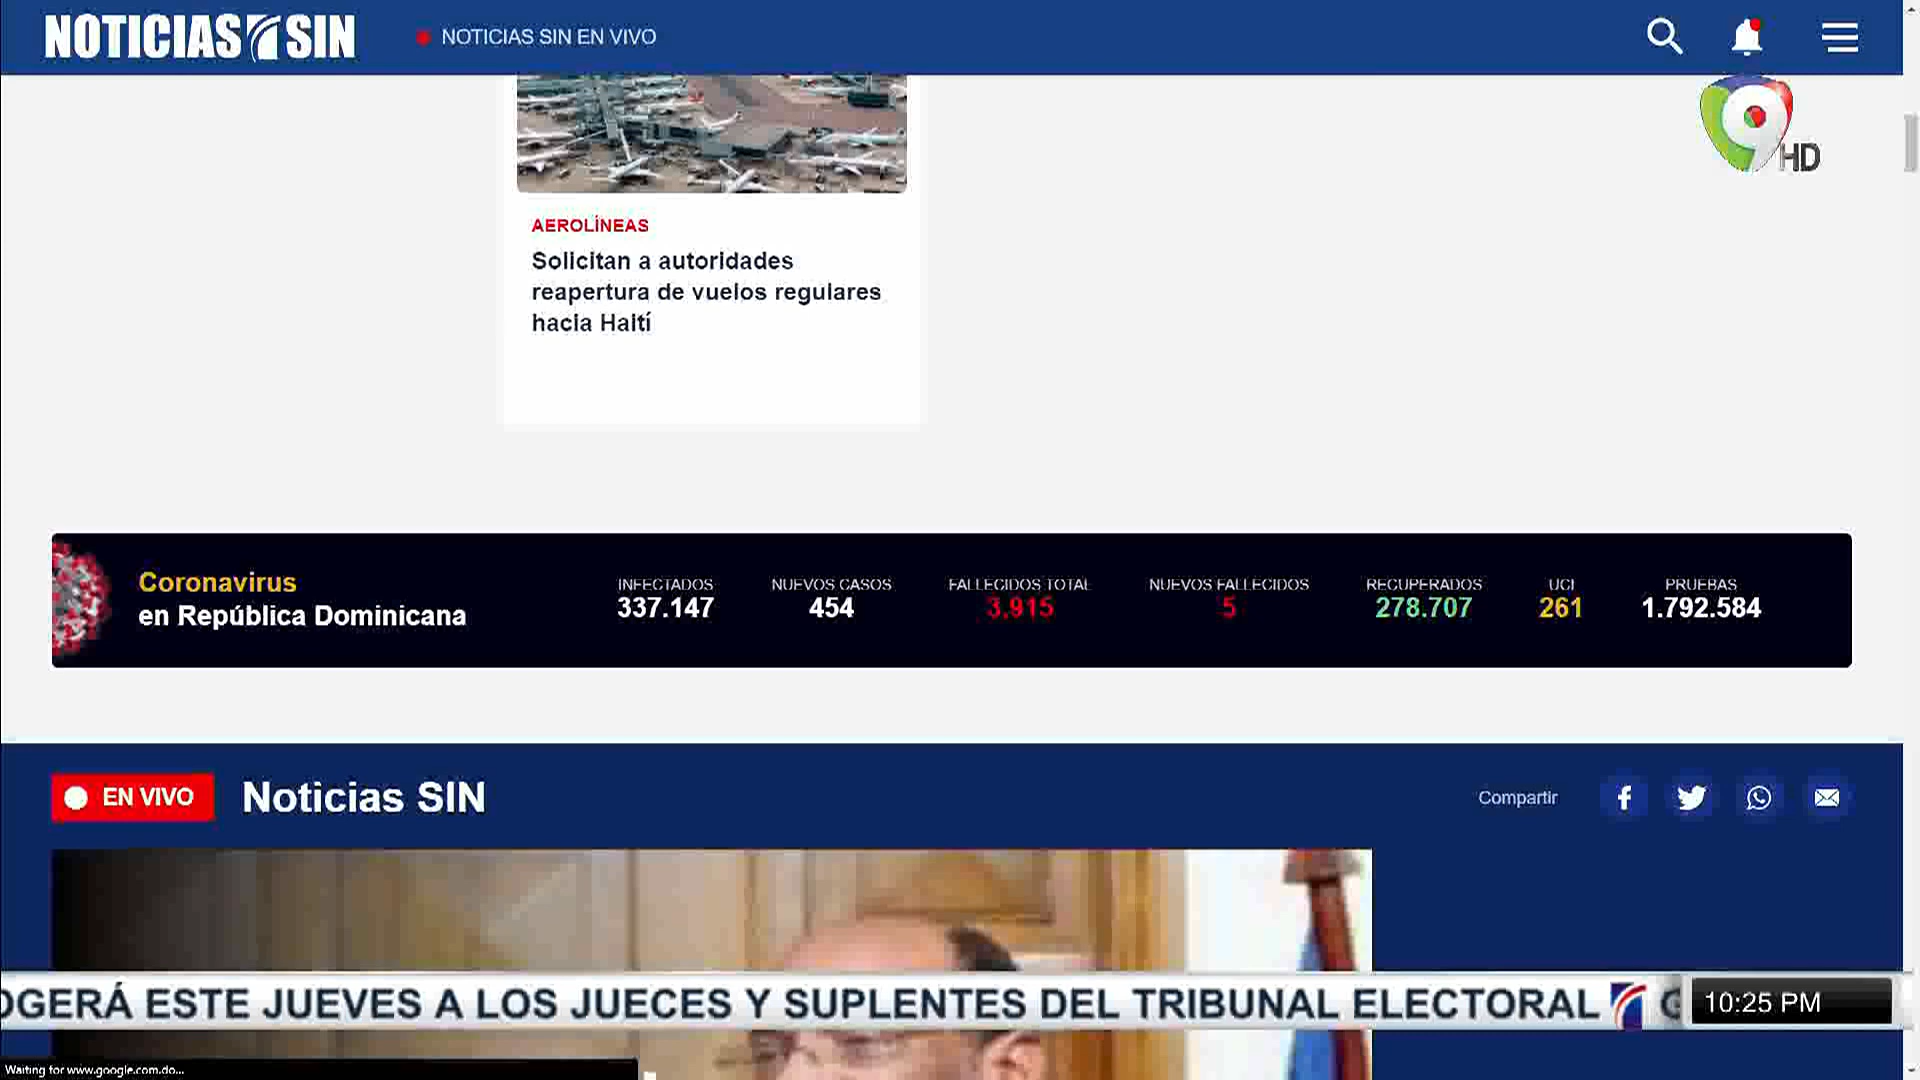 NOTICIAS SIN
NOTICIAS SIN EN VIVO
9
HD
AEROLÍNEAS
Solicitan a autoridades
reapertura de vuelos regulares
hacia Haití
Coronavirus
en República Dominicana
INFECTADOS
337.147
NUEVOS CASOS
454
FALLECIDOS TOTAL
3.915
NUEVOS FALLECIDOS
5
RECUPERADOS
278.707
UCI
261
PRUEBAS
1.792.584
EN VIVO
Noticias SIN
Compartir
OGERÁ ESTE JUEVES A LOS JUECES Y SUPLENTES DEL TRIBUNAL ELECTORAL
10:25 PM
Waiting for www.google.com.do...